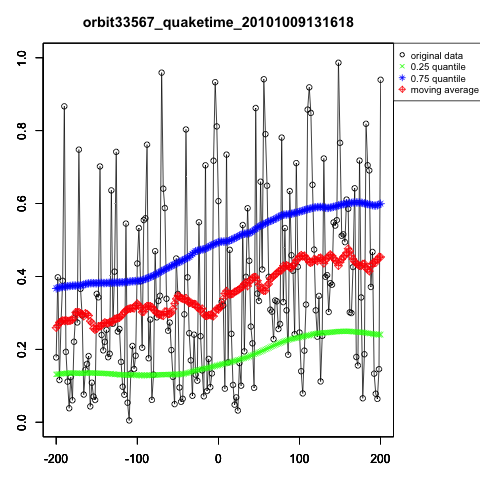 orbit33567_quaketime_20101009131618
original data
0.25 quantile
0.75 quantile
moving average
1.0
0.8
0.6
0.4
0.2
0.0
-200 -100 0 100 200